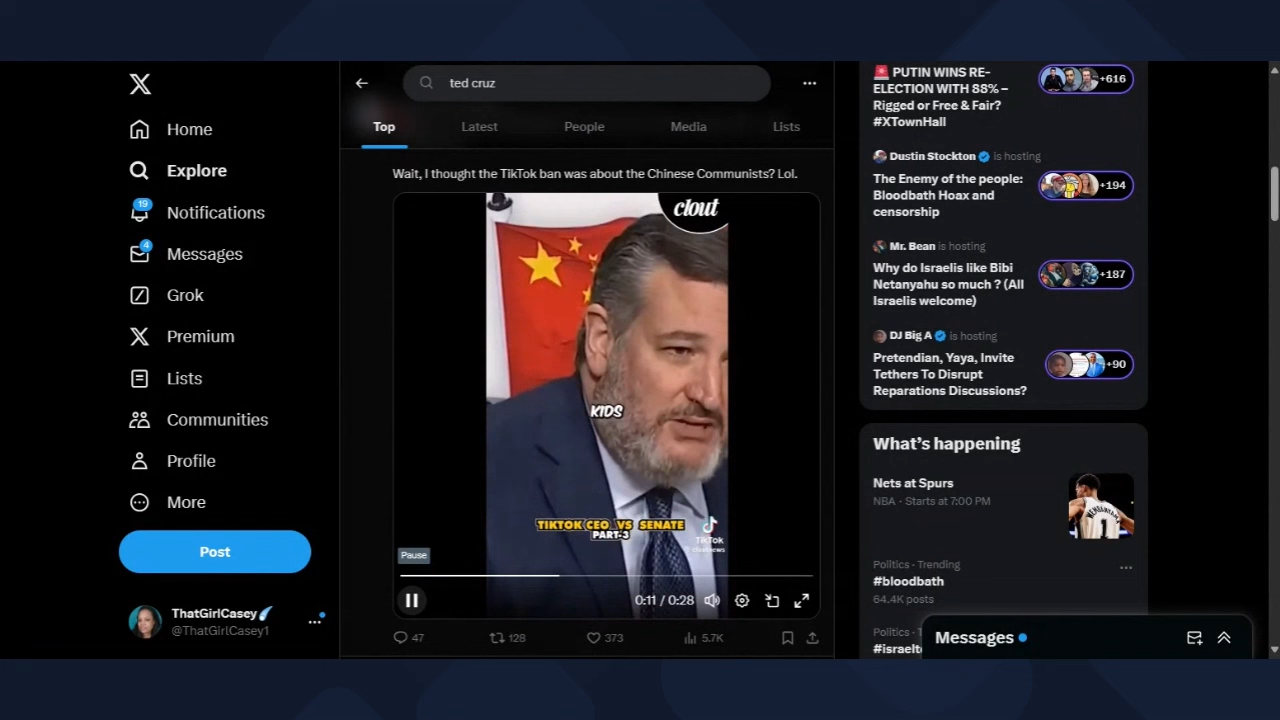 Home
Explore
19
Notifications
4
Messages
Grok
Premium
Lists
Communities
Profile
More
Post
ThatGirlCasey
@ThatGirlCasey1
ted cruz
Top
Latest
People
Media
Lists
Wait, I thought the TikTok ban was about the Chinese Communists? Lol.
clout
KIDS
TIKTOK CEO VS SENATE
PART-3
TikTok
Pause
0:11 / 0:28
47
128
373
5.7K
🚨 PUTIN WINS RE-
ELECTION WITH 88% –
Rigged or Free & Fair?
#XTownHall
+616
Dustin Stockton is hosting
The Enemy of the people:
Bloodbath Hoax and
censorship
+194
Mr. Bean is hosting
Why do Israelis like Bibi
Netanyahu so much ? (All
Israelis welcome)
+187
DJ Big A is hosting
Pretendian, Yaya, Invite
Tethers To Disrupt
Reparations Discussions?
+90
What's happening
Nets at Spurs
NBA · Starts at 7:00 PM
Politics · Trending
#bloodbath
64.4K posts
Politics ·
#israelt
Messages